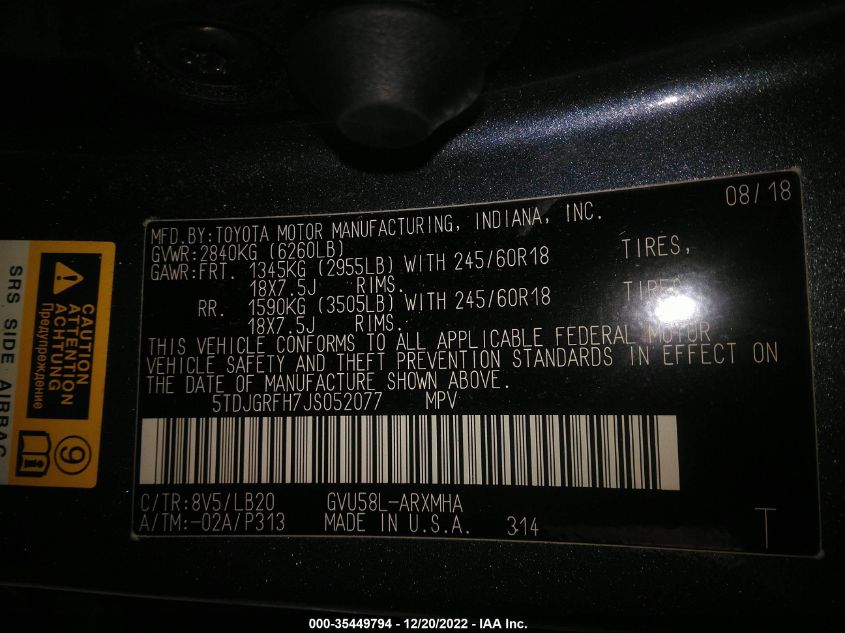 08/18
MFD.BY:TOYOTA MOTOR MANUFACTURING, INDIANA, INC.
GVWR:2840KG (6260LB)
GAWR:FRT. 1345KG (2955LB) WITH 245/60R18 TIRES,
18X7.5J RIMS.
RR. 1590KG (3505LB) WITH 245/60R18
18X7.5J RIMS.
THIS VEHICLE CONFORMS TO ALL APPLICABLE FEDERAL MOTOR
VEHICLE SAFETY AND THEFT PREVENTION STANDARDS IN EFFECT ON
THE DATE OF MANUFACTURE SHOWN ABOVE.
5TDJGRFH7JS052077 MPV
C/TR:8V5/LB20 GVU58L-ARXMHA
A/TM:-02A/P313 MADE IN U.S.A. 314
T
CAUTION
ATTENTION
ACHTUNG
Предупреждение
SRS SIDE AIRBAG
9
000-35449794 - 12/20/2022 - IAA Inc.